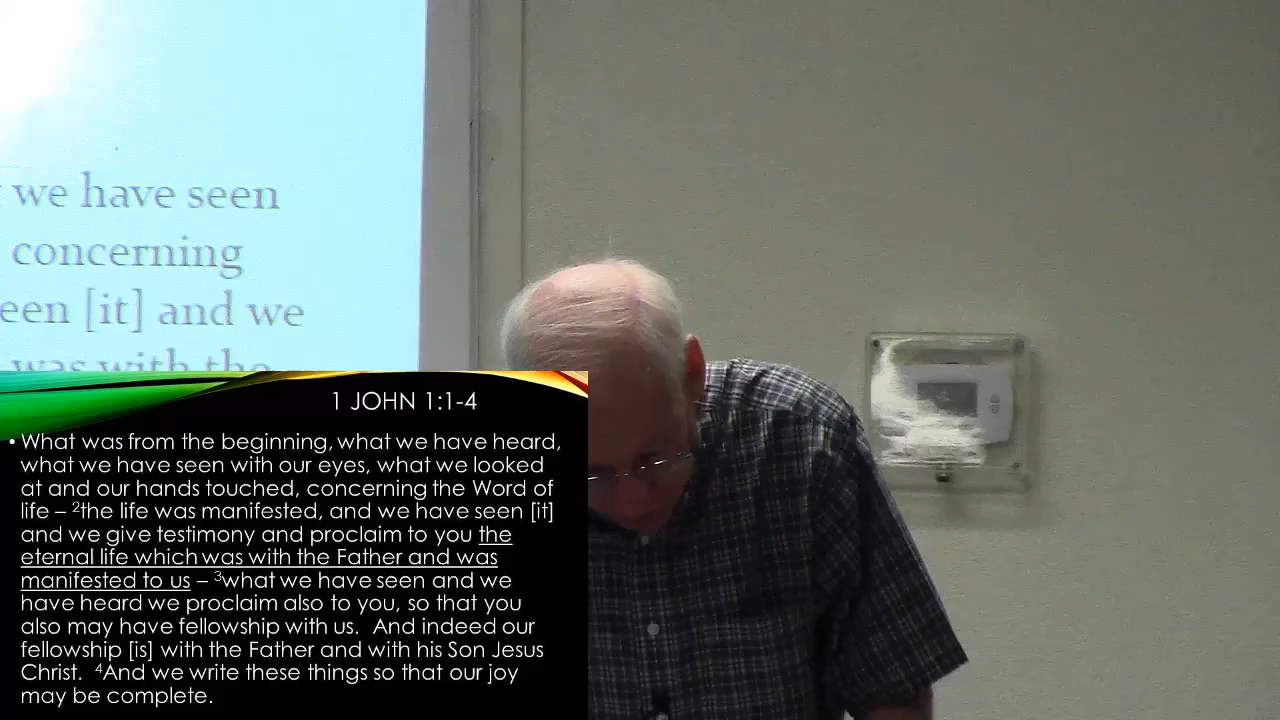 we have seen
concerning
een [it] and we
was with the
1 JOHN 1:1-4
• What was from the beginning, what we have heard,
what we have seen with our eyes, what we looked
at and our hands touched, concerning the Word of
life – ²the life was manifested, and we have seen [it]
and we give testimony and proclaim to you the
eternal life which was with the Father and was
manifested to us – ³what we have seen and we
have heard we proclaim also to you, so that you
also may have fellowship with us.  And indeed our
fellowship [is] with the Father and with his Son Jesus
Christ.  ⁴And we write these things so that our joy
may be complete.